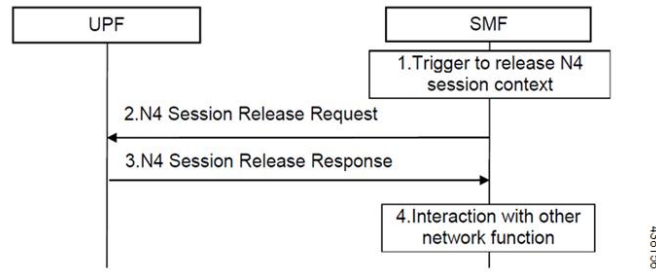 UPF
SMF
1.Trigger to release N4
session context
2.N4 Session Release Request
3.N4 Session Release Response
4.Interaction with other
network function